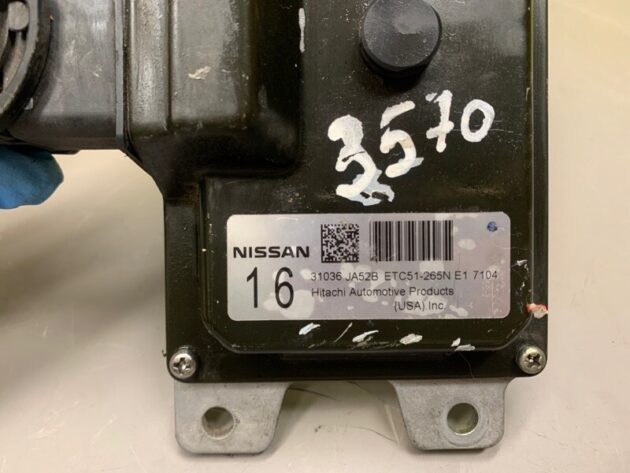 3570
NISSAN
16
31036 JA52B ETC51-265N E1 7104
Hitachi Automotive Products
(USA) Inc.